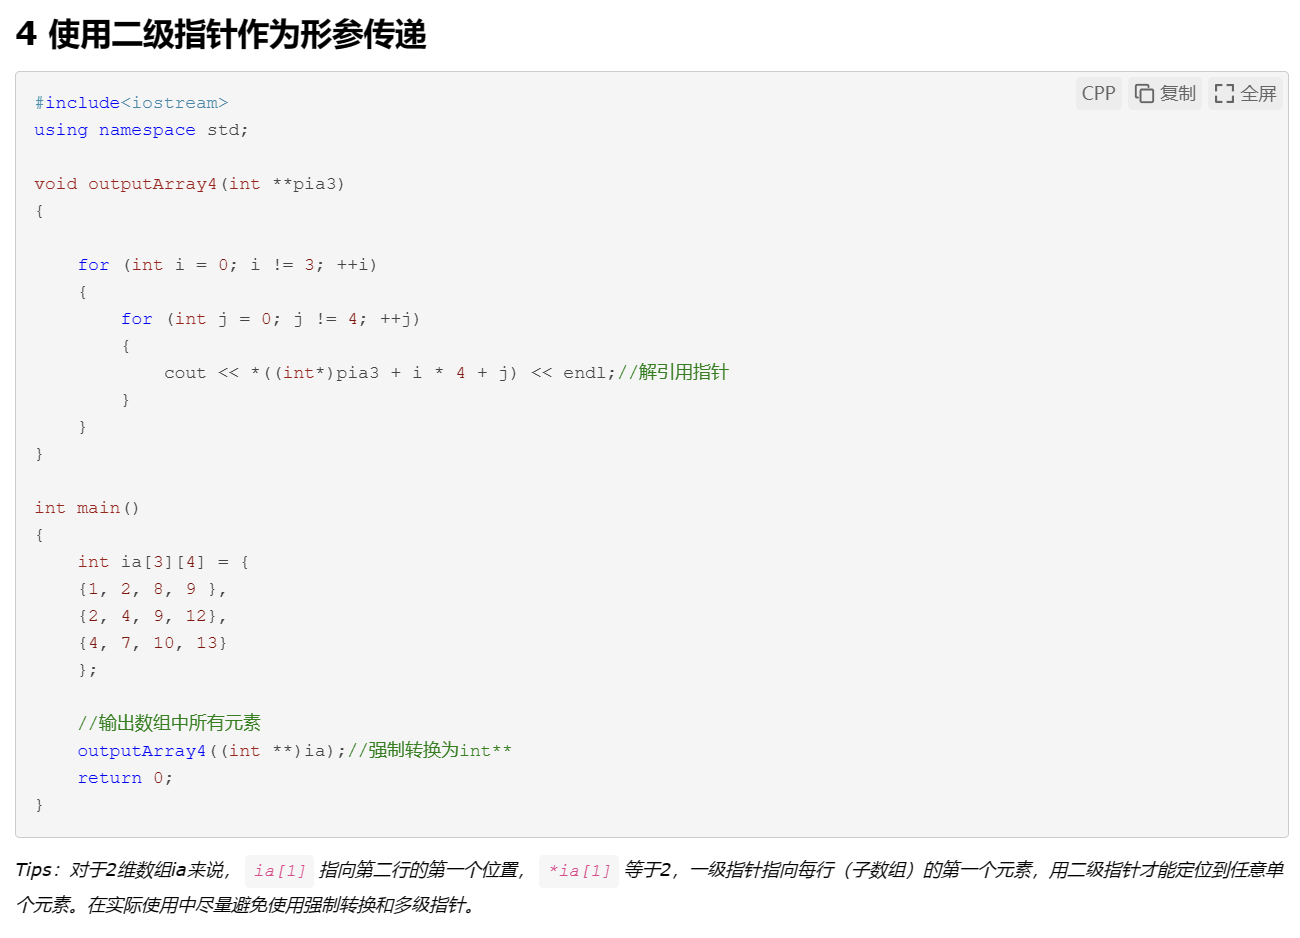 4 使用二级指针作为形参传递
CPP 复制 全屏
#include<iostream>
using namespace std;
void outputArray4(int **pia3)
{
for (int i = 0; i != 3; ++i)
{
for (int j = 0; j != 4; ++j)
{
cout << *((int*)pia3 + i * 4 + j) << endl;//解引用指针
}
}
}
int main()
{
int ia[3][4] = {
{1, 2, 8, 9 },
{2, 4, 9, 12},
{4, 7, 10, 13}
};
//输出数组中所有元素
outputArray4((int **)ia);//强制转换为int**
return 0;
}
Tips：对于2维数组ia来说， ia[1] 指向第二行的第一个位置， *ia[1] 等于2，一级指针指向每行（子数组）的第一个元素，用二级指针才能定位到任意单
个元素。在实际使用中尽量避免使用强制转换和多级指针。